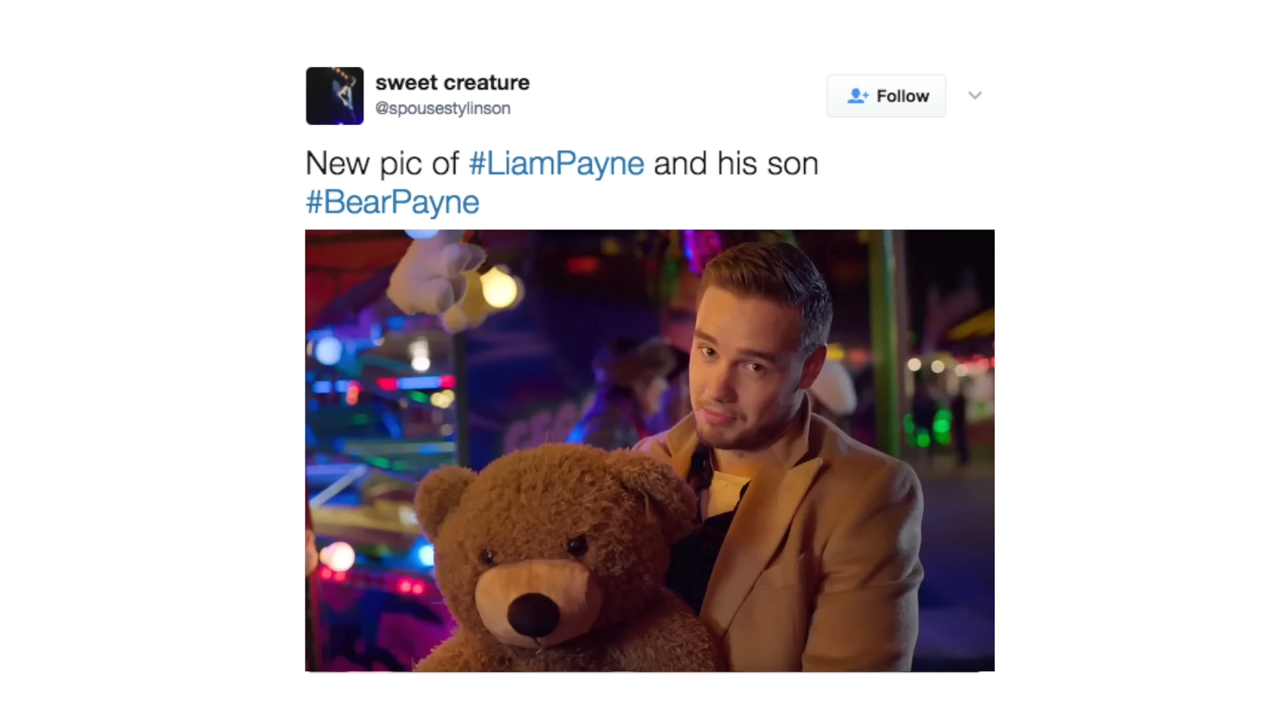 sweet creature
Follow
@spousestylinson
New pic of #LiamPayne and his son
#BearPayne